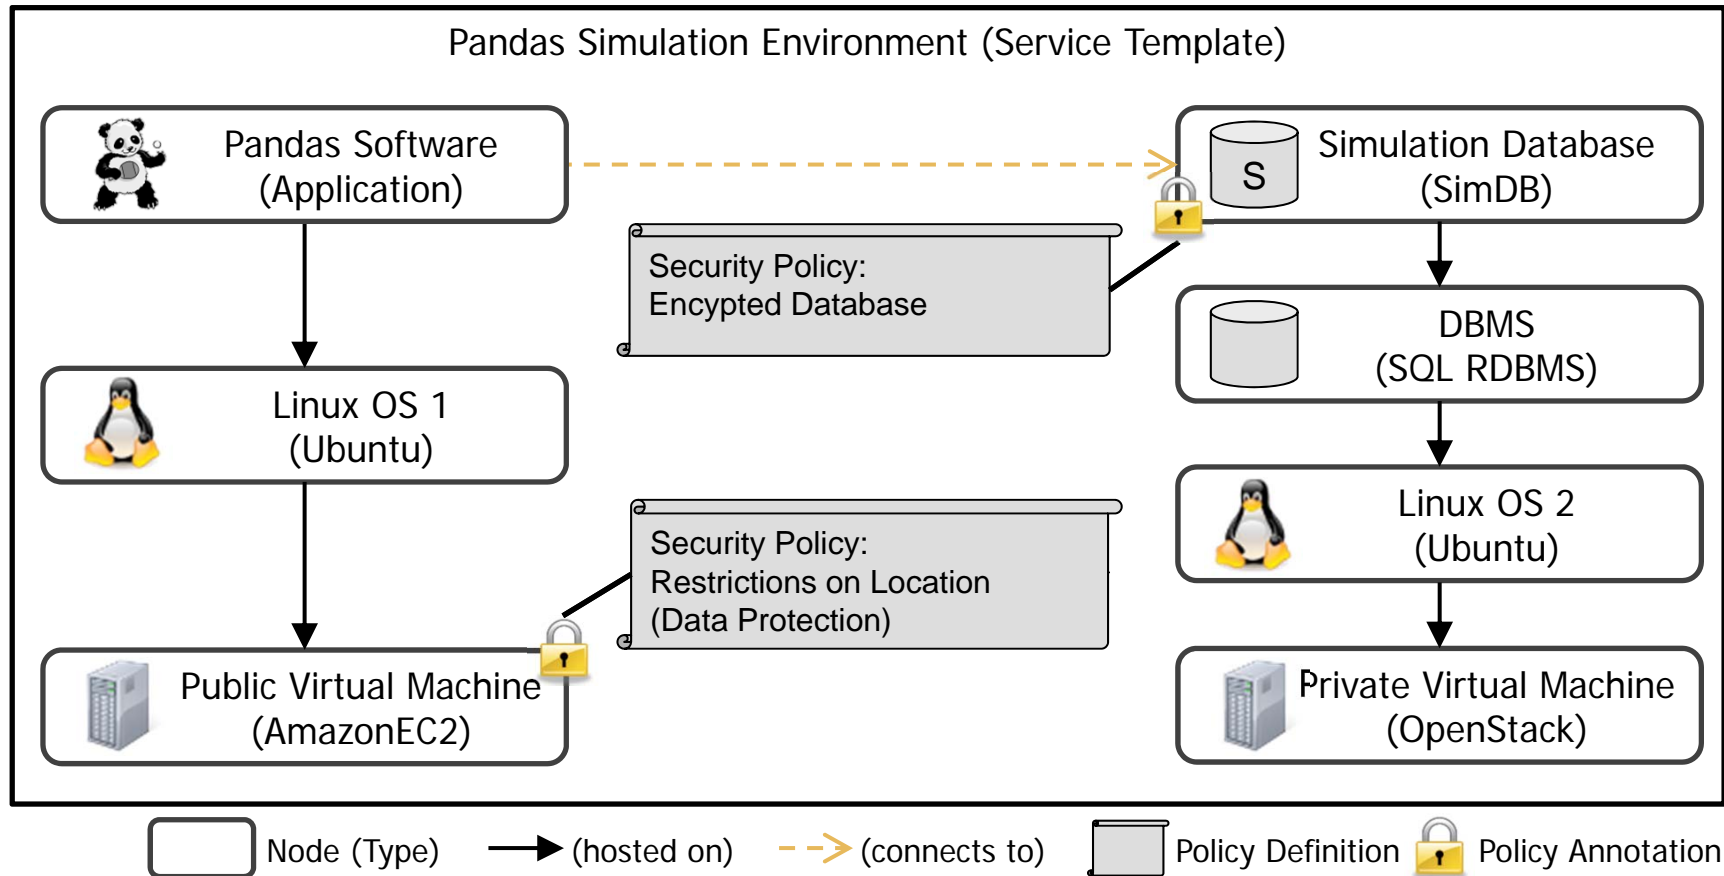 Pandas Simulation Environment (Service Template)
Pandas Software
(Application)
Simulation Database
(SimDB)
S
Security Policy:
Encypted Database
DBMS
(SQL RDBMS)
Linux OS 1
(Ubuntu)
Linux OS 2
(Ubuntu)
Security Policy:
Restrictions on Location
(Data Protection)
Public Virtual Machine
(AmazonEC2)
Private Virtual Machine
(OpenStack)
Node (Type)
(hosted on)
(connects to)
Policy Definition
Policy Annotation